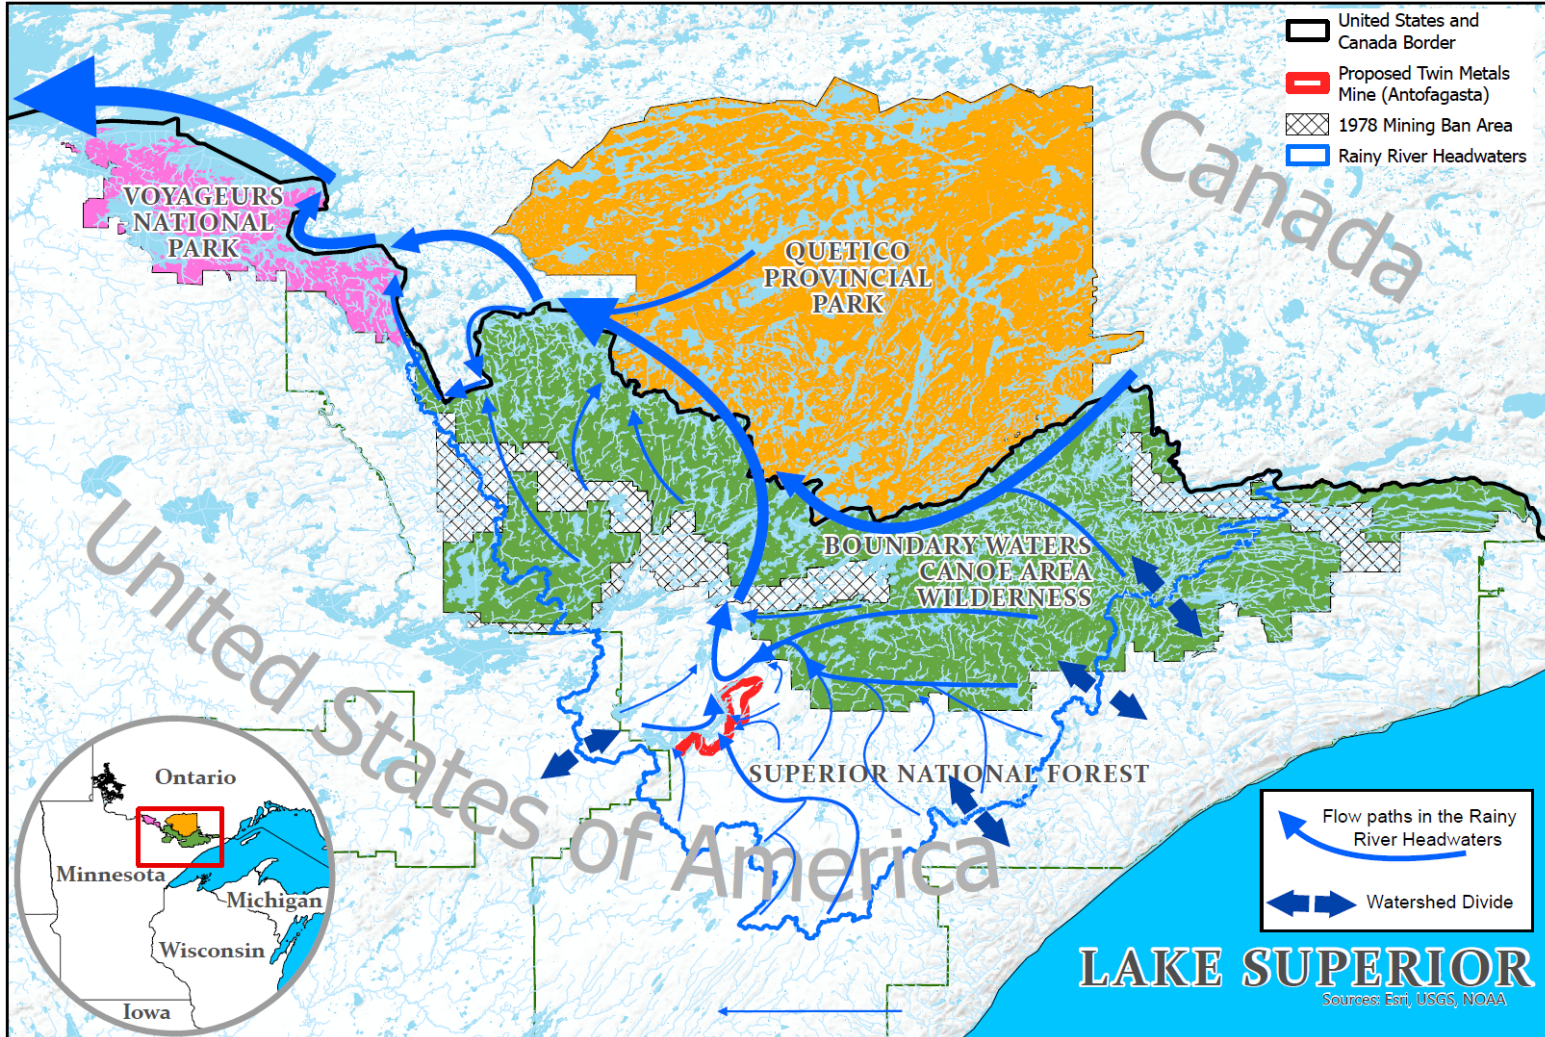 United States and
Canada Border
Proposed Twin Metals
Mine (Antofagasta)
1978 Mining Ban Area
Rainy River Headwaters
Canada
VOYAGEURS
NATIONAL
PARK
QUETICO
PROVINCIAL
PARK
BOUNDARY WATERS
CANOE AREA
WILDERNESS
United States of America
SUPERIOR NATIONAL FOREST
Ontario
Minnesota
Michigan
Wisconsin
Iowa
Flow paths in the Rainy
River Headwaters
Watershed Divide
LAKE SUPERIOR
Sources: Esri, USGS, NOAA